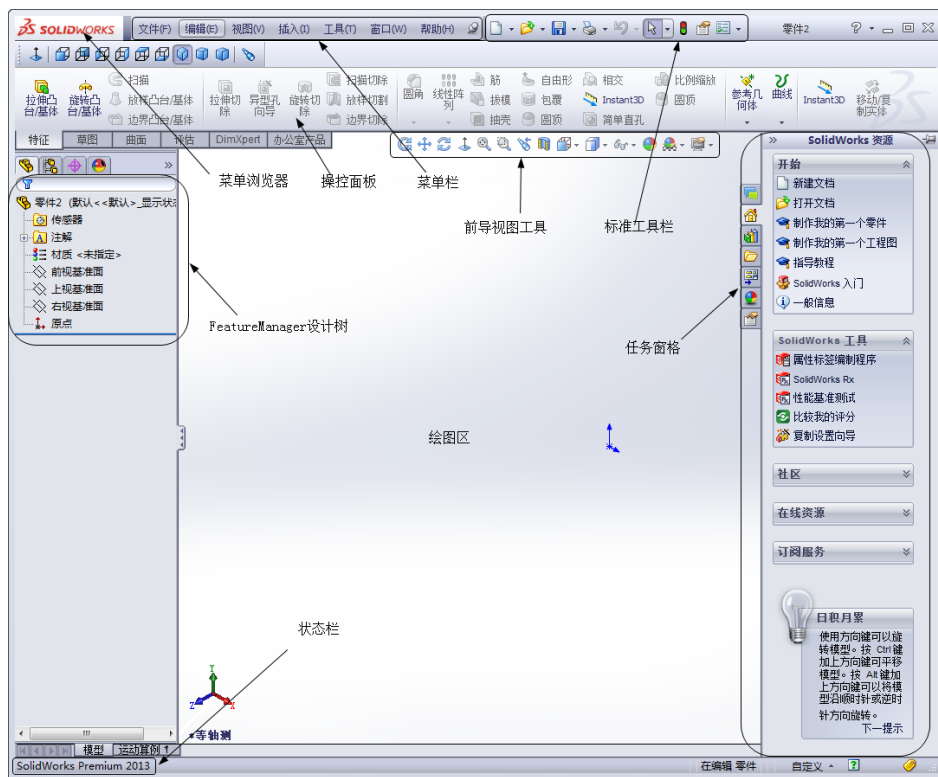 SOLIDWORKS 文件(F) 编辑(E) 视图(V) 插入(I) 工具(T) 窗口(W) 帮助(H) 零件2
拉伸凸台/基体
旋转凸台/基体
扫描
放样凸台/基体
边界凸台/基体
拉伸切除
异型孔向导
旋转切除
扫描切除
放样切割
边界切除
圆角
线性阵列
筋
拔模
抽壳
自由形
包覆
圆顶
相交
Instant3D
简单直孔
比例缩放
圆顶
参考几何体
曲线
Instant3D
移动/复制实体
特征 草图 曲面 评估 DimXpert 办公室产品
菜单浏览器
操控面板
菜单栏
前导视图工具
标准工具栏
零件2 (默认<<默认>_显示状态
传感器
注解
材质 <未指定>
前视基准面
上视基准面
右视基准面
原点
FeatureManager设计树
任务窗格
绘图区
状态栏
Y
Z
X
*等轴测
SolidWorks 资源
开始
新建文档
打开文档
制作我的第一个零件
制作我的第一个工程图
指导教程
SolidWorks 入门
一般信息
SolidWorks 工具
属性标签编制程序
SolidWorks Rx
性能基准测试
比较我的评分
复制设置向导
社区
在线资源
订阅服务
日积月累
使用方向键可以旋
转模型。按 Ctrl 键
加上方向键可平移
模型。按 Alt 键加
上方向键可以将模
型沿顺时针或逆时
针方向旋转。
下一提示
模型 运动算例 1
SolidWorks Premium 2013 在编辑 零件 自定义